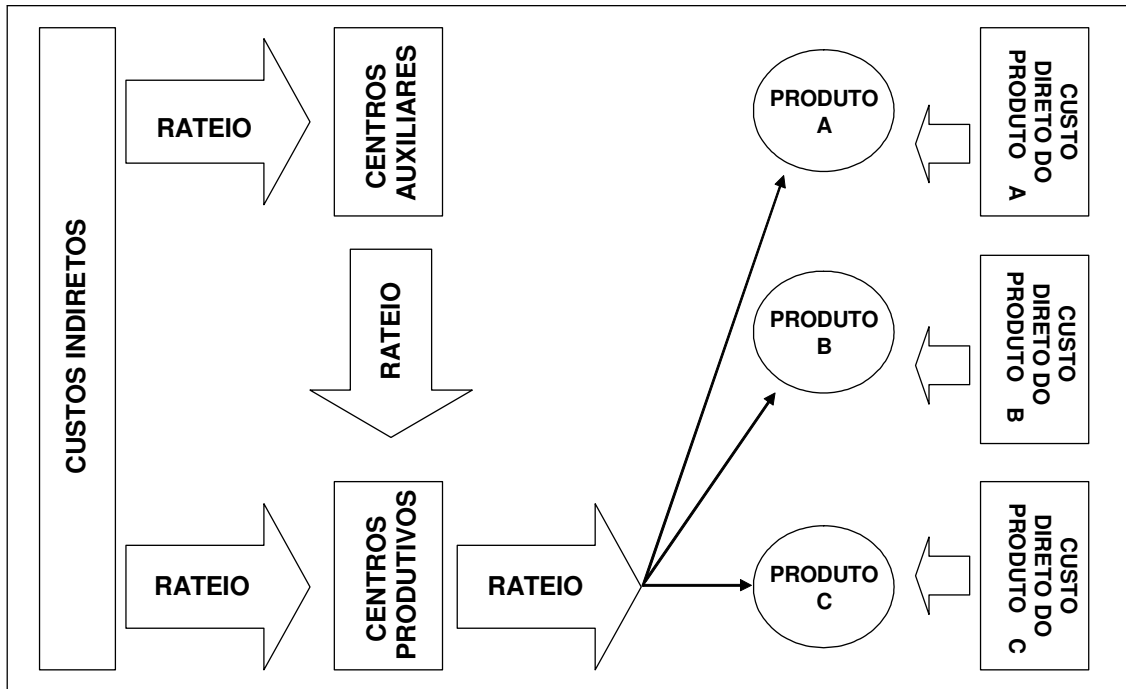 CUSTOS INDIRETOS
RATEIO
CENTROS
AUXILIARES
RATEIO
RATEIO
CENTROS
PRODUTIVOS
RATEIO
PRODUTO
A
PRODUTO
B
PRODUTO
C
CUSTO
DIRETO DO
PRODUTO A
CUSTO
DIRETO DO
PRODUTO B
CUSTO
DIRETO DO
PRODUTO C